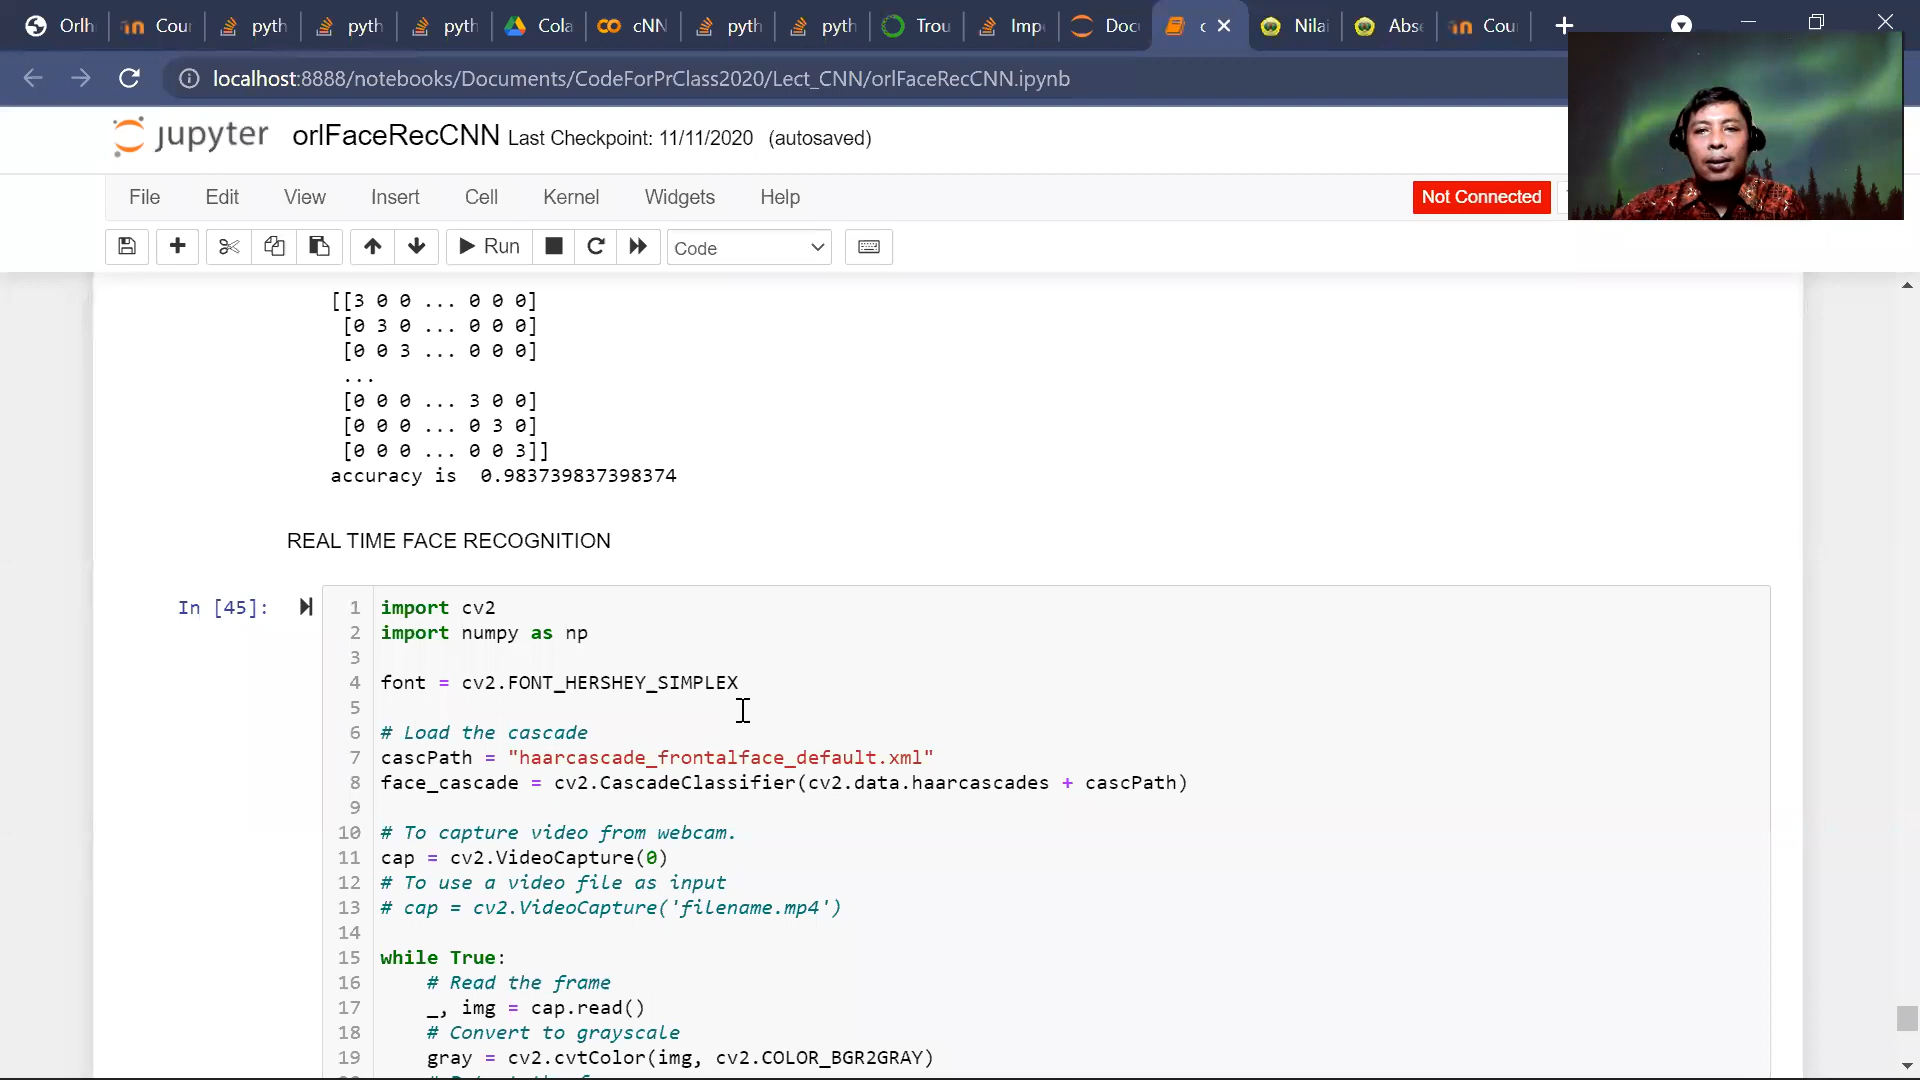 Orlh
Cour
pyth
pyth
pyth
Cola
cNN
pyth
pyth
Trou
Imp
Doc
c
Nilai
Abse
Cou
localhost:8888/notebooks/Documents/CodeForPrClass2020/Lect_CNN/orlFaceRecCNN.ipynb
jupyter orlFaceRecCNN Last Checkpoint: 11/11/2020 (autosaved)
File Edit View Insert Cell Kernel Widgets Help Not Connected
Run Code
[[3 0 0 ... 0 0 0]
[0 3 0 ... 0 0 0]
[0 0 3 ... 0 0 0]
...
[0 0 0 ... 3 0 0]
[0 0 0 ... 0 3 0]
[0 0 0 ... 0 0 3]]
accuracy is 0.983739837398374
REAL TIME FACE RECOGNITION
In [45]:
1 import cv2
2 import numpy as np
3
4 font = cv2.FONT_HERSHEY_SIMPLEX
5
6 # Load the cascade
7 cascPath = "haarcascade_frontalface_default.xml"
8 face_cascade = cv2.CascadeClassifier(cv2.data.haarcascades + cascPath)
9
10 # To capture video from webcam.
11 cap = cv2.VideoCapture(0)
12 # To use a video file as input
13 # cap = cv2.VideoCapture('filename.mp4')
14
15 while True:
16 # Read the frame
17 _, img = cap.read()
18 # Convert to grayscale
19 gray = cv2.cvtColor(img, cv2.COLOR_BGR2GRAY)